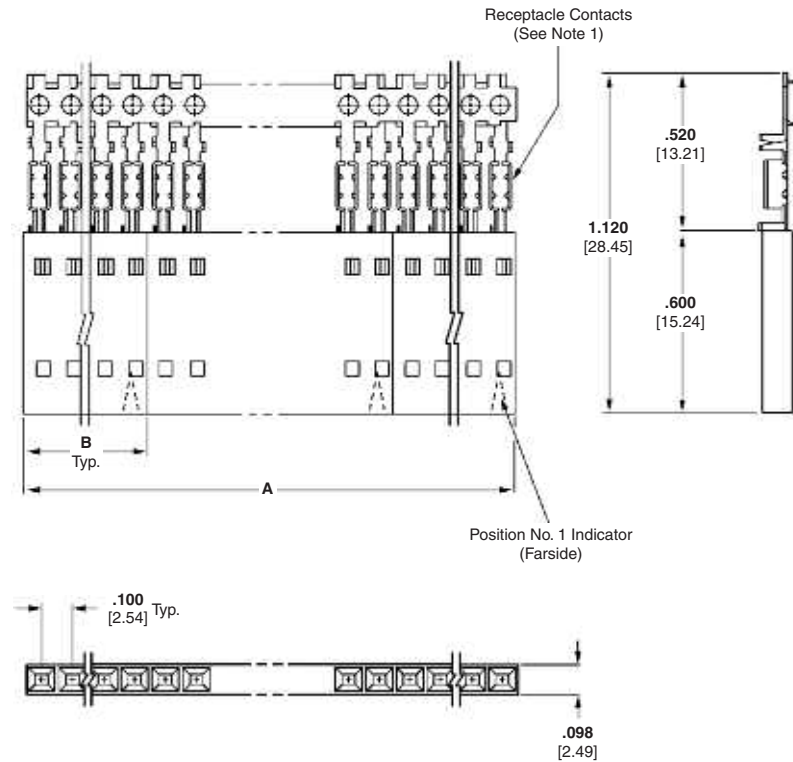 Receptacle Contacts
(See Note 1)
.520
[13.21]
1.120
[28.45]
.600
[15.24]
B
Typ.
A
Position No. 1 Indicator
(Farside)
.100
[2.54] Typ.
.098
[2.49]